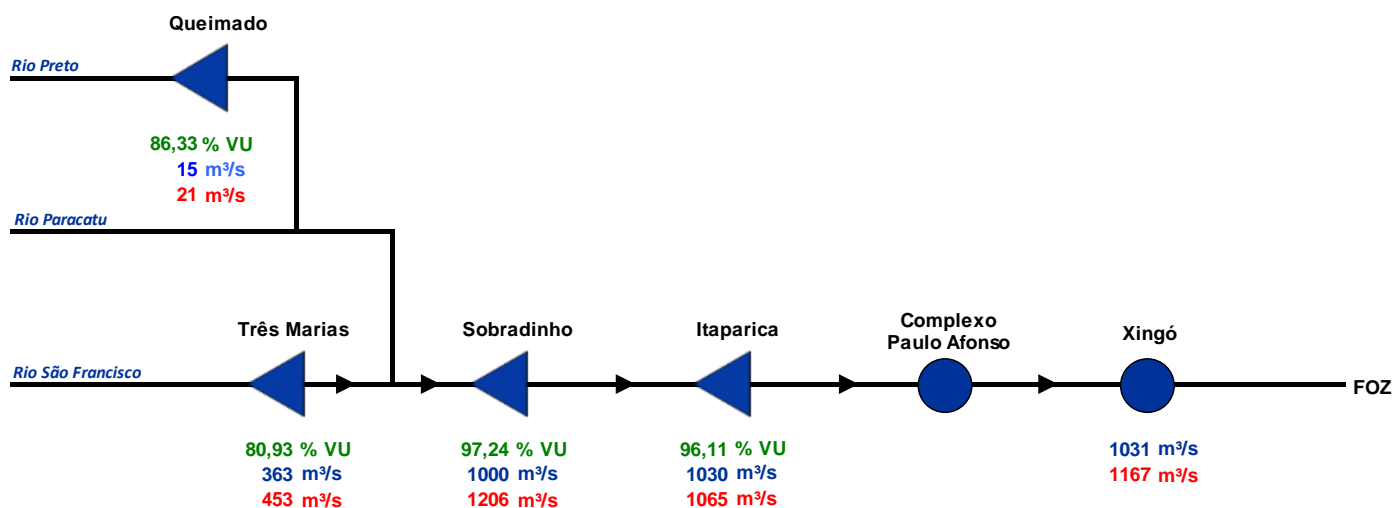 Queimado
Rio Preto
86,33 % VU
15 m³/s
21 m³/s
Rio Paracatu
Três Marias
Sobradinho
Itaparica
Complexo
Paulo Afonso
Xingó
Rio São Francisco
FOZ
80,93 % VU
363 m³/s
453 m³/s
97,24 % VU
1000 m³/s
1206 m³/s
96,11 % VU
1030 m³/s
1065 m³/s
1031 m³/s
1167 m³/s